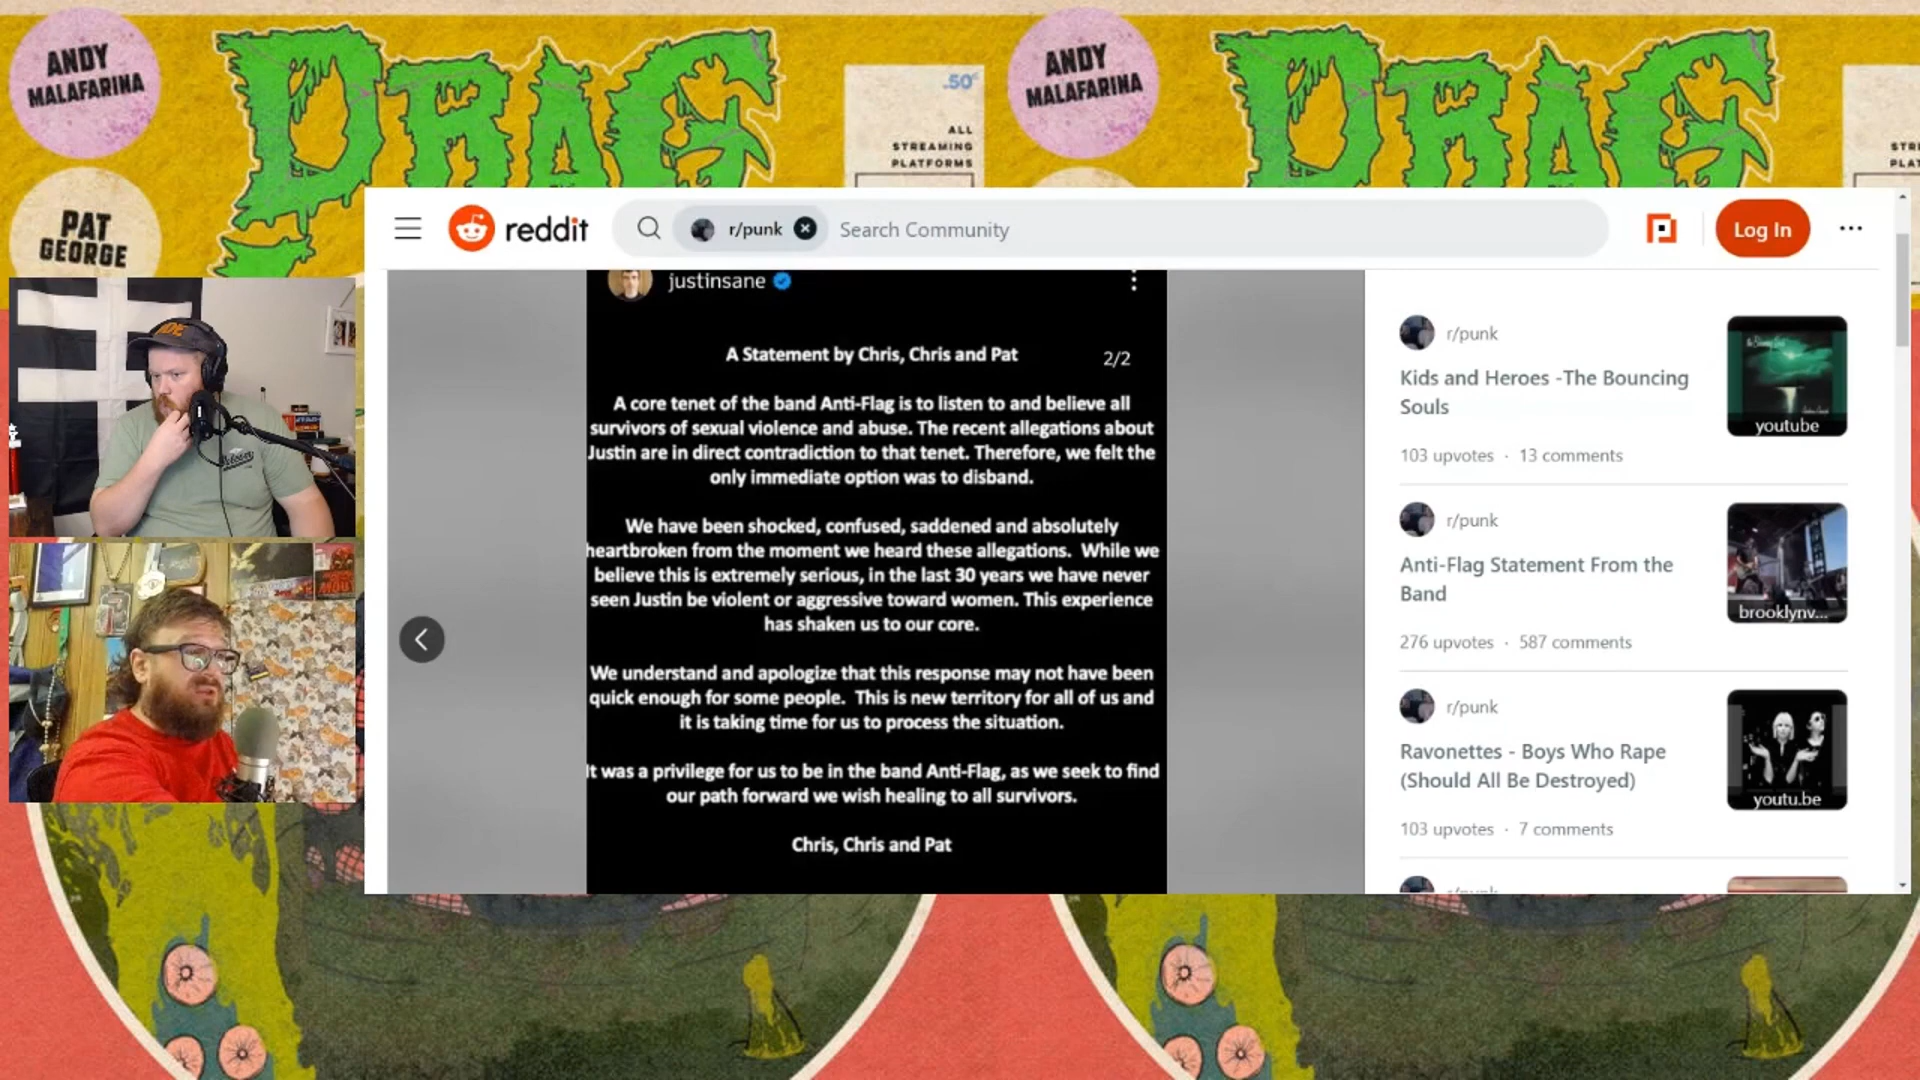 ANDY
MALAFARINA
DRAG
.50¢
ALL
STREAMING
PLATFORMS
ANDY
MALAFARINA
DRAG
PAT
GEORGE
reddit
r/punk
Search Community
Log In
justinsane
A Statement by Chris, Chris and Pat
2/2
A core tenet of the band Anti-Flag is to listen to and believe all
survivors of sexual violence and abuse. The recent allegations about
Justin are in direct contradiction to that tenet. Therefore, we felt the
only immediate option was to disband.
We have been shocked, confused, saddened and absolutely
heartbroken from the moment we heard these allegations. While we
believe this is extremely serious, in the last 30 years we have never
seen Justin be violent or aggressive toward women. This experience
has shaken us to our core.
We understand and apologize that this response may not have been
quick enough for some people. This is new territory for all of us and
it is taking time for us to process the situation.
It was a privilege for us to be in the band Anti-Flag, as we seek to find
our path forward we wish healing to all survivors.
Chris, Chris and Pat
r/punk
Kids and Heroes -The Bouncing
Souls
youtube
103 upvotes · 13 comments
r/punk
Anti-Flag Statement From the
Band
brooklynv...
276 upvotes · 587 comments
r/punk
Ravonettes - Boys Who Rape
(Should All Be Destroyed)
youtu.be
103 upvotes · 7 comments
r/punk